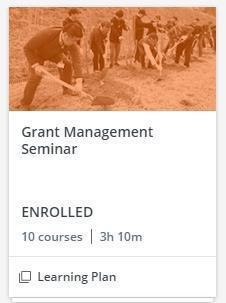 Grant Management
Seminar
ENROLLED
10 courses | 3h 10m
Learning Plan